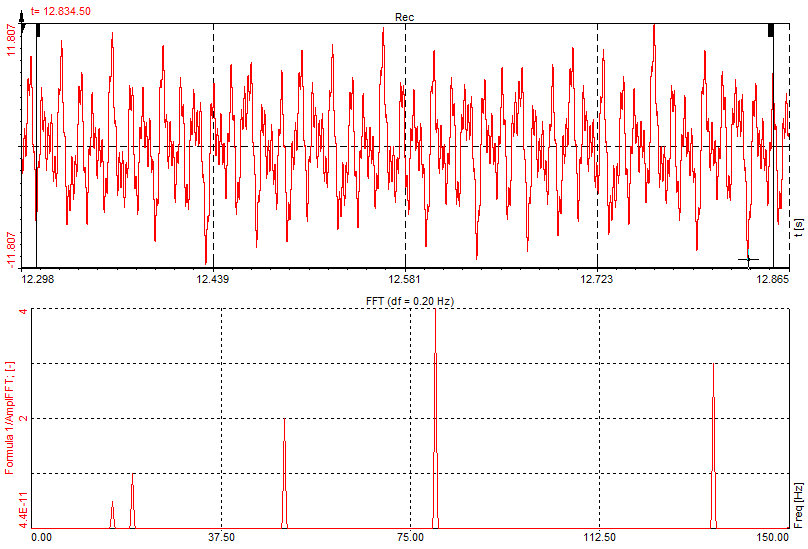 t= 12.834.50
Rec
11.807
-11.807
t [s]
12.298
12.439
12.581
12.723
12.865
FFT (df = 0.20 Hz)
4
2
4.4E-11
Formula 1/AmplFFT; [-]
Freq [Hz]
0.00
37.50
75.00
112.50
150.00